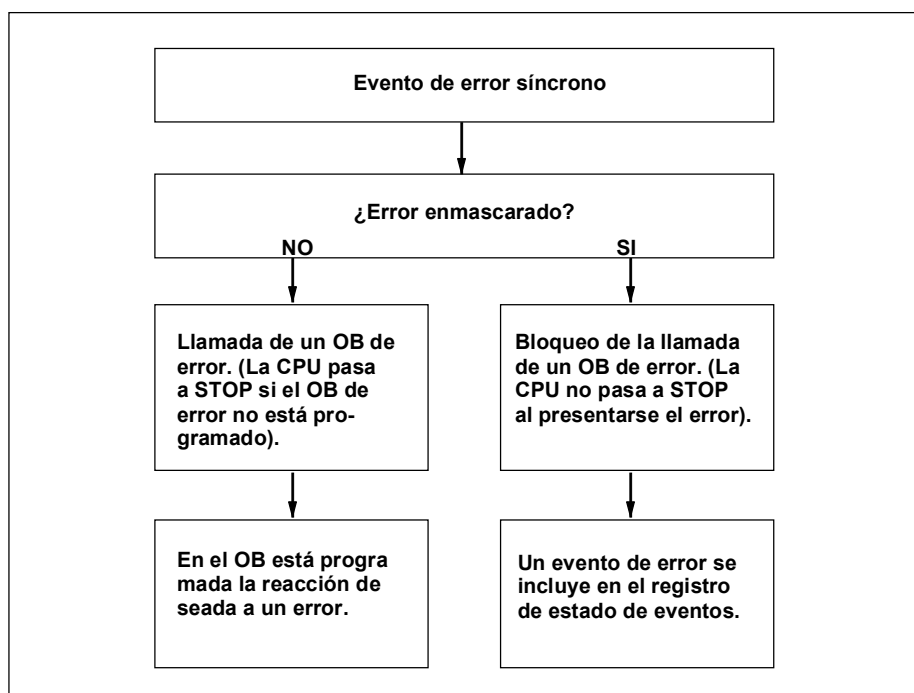 Evento de error síncrono
¿Error enmascarado?
NO
SI
Llamada de un OB de
error. (La CPU pasa
a STOP si el OB de
error no está pro-
gramado).
Bloqueo de la llamada
de un OB de error. (La
CPU no pasa a STOP
al presentarse el error).
En el OB está progra
mada la reacción de
seada a un error.
Un evento de error se
incluye en el registro
de estado de eventos.